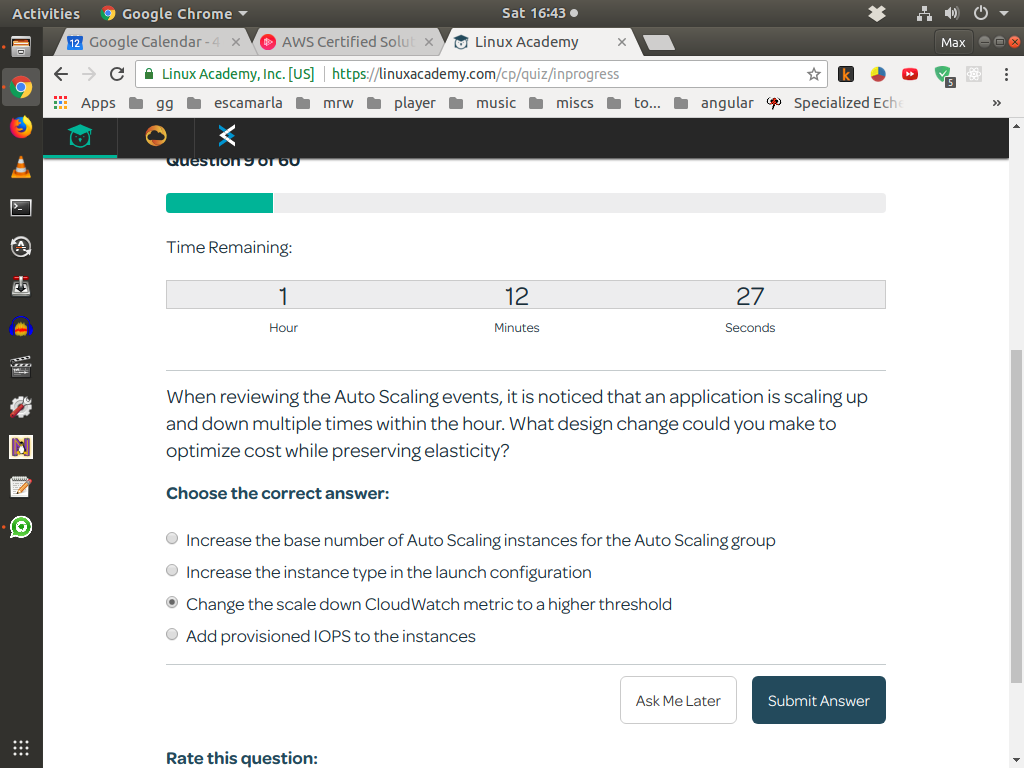 Activities Google Chrome Sat 16:43
Google Calendar - 4 AWS Certified Solut Linux Academy Max
Linux Academy, Inc. [US] https://linuxacademy.com/cp/quiz/inprogress
Apps gg escamarla mrw player music miscs to... angular Specialized Eche »
Question 9 of 60
Time Remaining:
1 12 27
Hour Minutes Seconds
When reviewing the Auto Scaling events, it is noticed that an application is scaling up
and down multiple times within the hour. What design change could you make to
optimize cost while preserving elasticity?
Choose the correct answer:
Increase the base number of Auto Scaling instances for the Auto Scaling group
Increase the instance type in the launch configuration
Change the scale down CloudWatch metric to a higher threshold
Add provisioned IOPS to the instances
Ask Me Later Submit Answer
Rate this question: